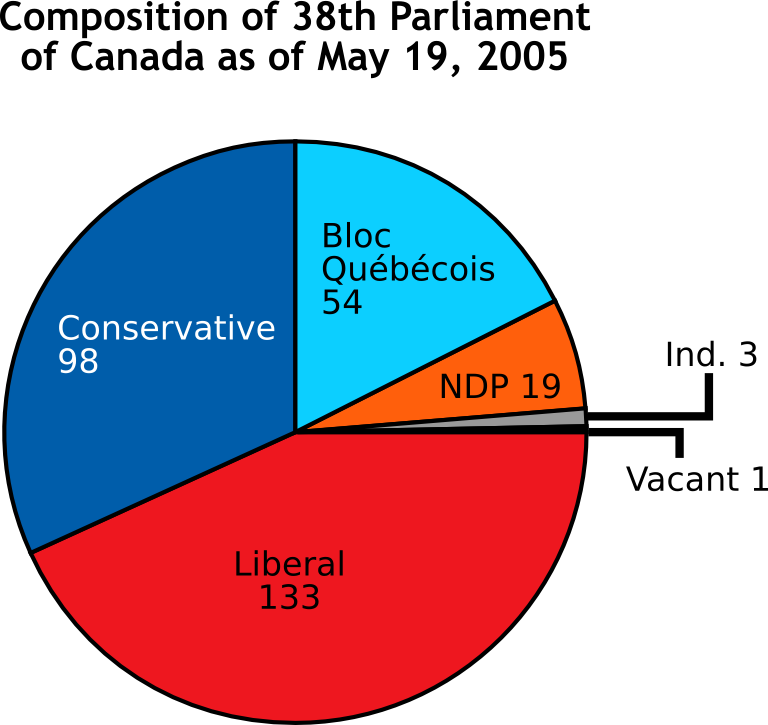 Composition of 38th Parliament
of Canada as of May 19, 2005
Bloc
Québécois
54
Conservative
98
NDP 19
Ind. 3
Vacant 1
Liberal
133